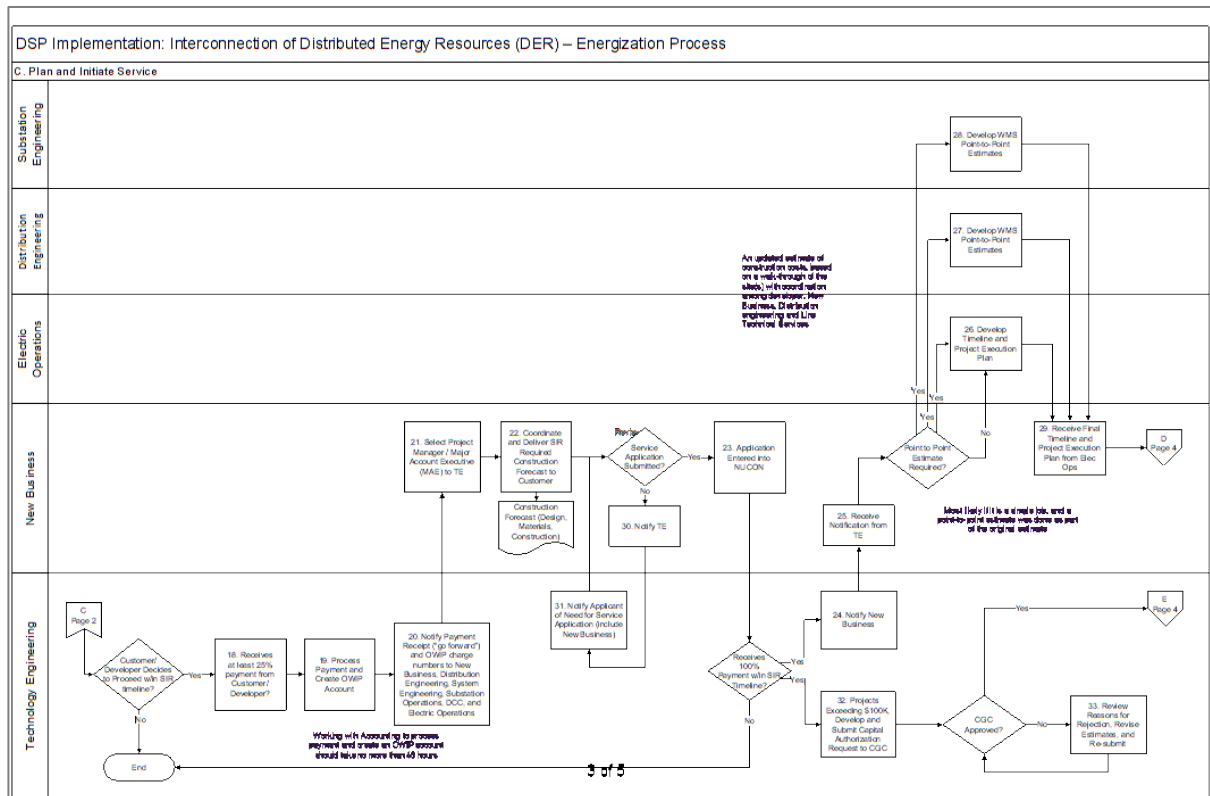 DSP Implementation: Interconnection of Distributed Energy Resources (DER) – Energization Process
C. Plan and Initiate Service
Substation
Engineering
28. Develop WMS
Point-to-Point
Estimates
Distribution
Engineering
27. Develop WMS
Point-to-Point
Estimates
An updated estimate of
construction costs, based
on a walk-through of the
site(s) with coordination
among developer, New
Business, Distribution
engineering and Line
Technical Services
Electric
Operations
26. Develop
Timeline and
Project Execution
Plan
Yes
Yes
Yes
New Business
21. Select Project
Manager / Major
Account Executive
(MAE) to TE
22. Coordinate
and Deliver SIR
Required
Construction
Forecast to
Customer
Construction
Forecast (Design,
Materials,
Construction)
Service
Application
Submitted?
Yes
No
30. Notify TE
23. Application
Entered into
NUCON
Point to Point
Estimate
Required?
No
25. Receive
Notification from
TE
29. Receive Final
Timeline and
Project Execution
Plan from Elec
Ops
D
Page 4
Most likely if it is a single job, and a
point-to-point estimate was done as part
of the original estimate
Technology Engineering
C
Page 2
Customer/
Developer Decides
to Proceed w/in SIR
timeline?
Yes
No
End
18. Receives
at least 25%
payment from
Customer/
Developer?
19. Process
Payment and
Create OWIP
Account
20. Notify Payment
Receipt ("go forward")
and OWIP charge
numbers to New
Business, Distribution
Engineering, System
Engineering, Substation
Operations, DCC, and
Electric Operations
Working with Accounting to process
payment and create an OWIP account
should take no more than 48 hours
31. Notify Applicant
of Need for Service
Application (include
New Business)
Receives
100%
Payment w/in SIR
Timeline?
Yes
Yes
No
24. Notify New
Business
32. Projects
Exceeding $100K,
Develop and
Submit Capital
Authorization
Request to CGC
CGC
Approved?
Yes
No
E
Page 4
33. Review
Reasons for
Rejection, Revise
Estimates, and
Re-submit
3 of 5